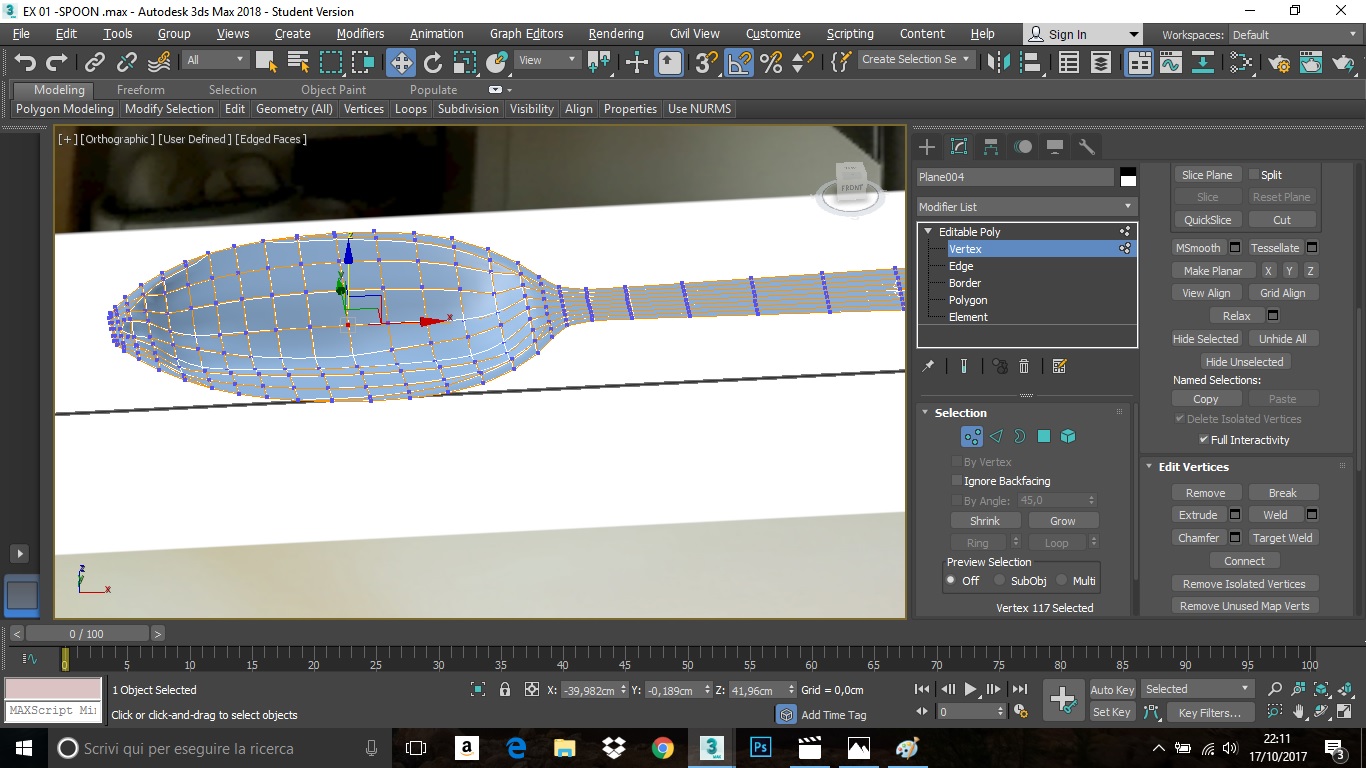 EX 01 -SPOON .max - Autodesk 3ds Max 2018 - Student Version
File Edit Tools Group Views Create Modifiers Animation Graph Editors Rendering Civil View Customize Scripting Content Help Sign In Workspaces: Default
All View 3 Create Selection Se
Modeling Freeform Selection Object Paint Populate
Polygon Modeling Modify Selection Edit Geometry (All) Vertices Loops Subdivision Visibility Align Properties Use NURMS
[+] [Orthographic ] [User Defined ] [Edged Faces ]
FRONT
z
y
x
z
y
x
Plane004
Modifier List
Editable Poly
Vertex
Edge
Border
Polygon
Element
Selection
By Vertex
Ignore Backfacing
By Angle: 45,0
Shrink Grow
Ring Loop
Preview Selection
Off SubObj Multi
Vertex 117 Selected
Slice Plane Split
Slice Reset Plane
QuickSlice Cut
MSmooth Tessellate
Make Planar X Y Z
View Align Grid Align
Relax
Hide Selected Unhide All
Hide Unselected
Named Selections:
Copy Paste
Delete Isolated Vertices
Full Interactivity
Edit Vertices
Remove Break
Extrude Weld
Chamfer Target Weld
Connect
Remove Isolated Vertices
Remove Unused Map Verts
< 0 / 100 >
0 5 10 15 20 25 30 35 40 45 50 55 60 65 70 75 80 85 90 95 100
1 Object Selected X: -39,982cm Y: -0,189cm Z: 41,96cm Grid = 0,0cm Auto Key Selected
MAXScript Mi
Click or click-and-drag to select objects Add Time Tag 0 Set Key Key Filters...
Scrivi qui per eseguire la ricerca
a
3
MAX
Ps
22:11
17/10/2017
3